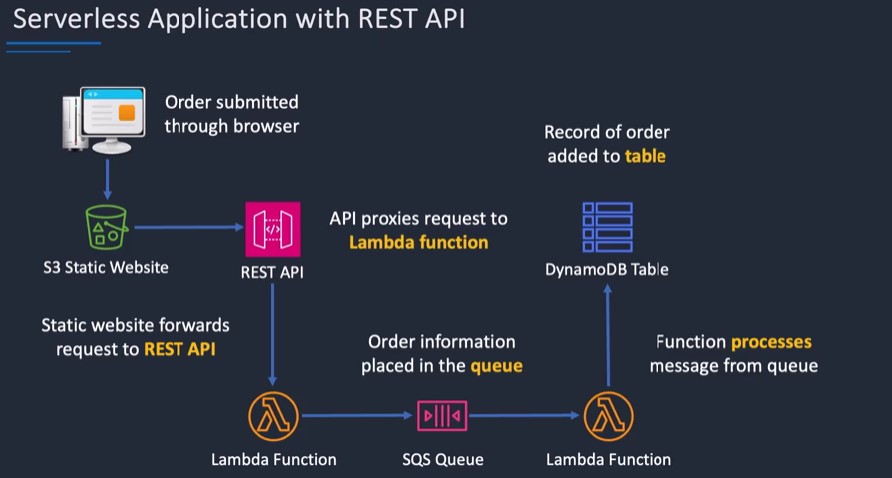 Serverless Application with REST API
Order submitted
through browser
Record of order
added to table
API proxies request to
Lambda function
S3 Static Website
REST API
DynamoDB Table
Static website forwards
request to REST API
Order information
placed in the queue
Function processes
message from queue
Lambda Function
SQS Queue
Lambda Function